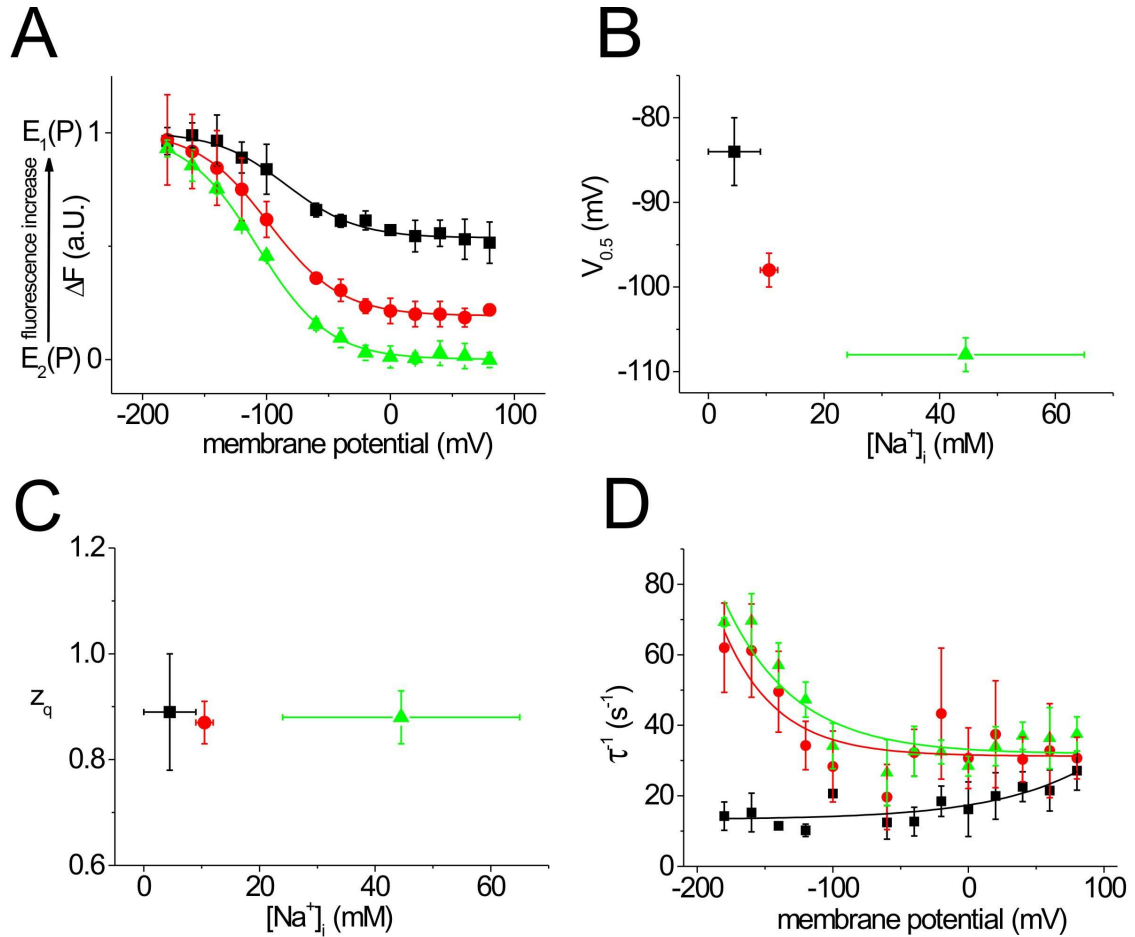 A
B
E₁(P) 1
fluorescence increase
ΔF (a.U.)
E₂(P) 0
-200 -100 0 100
membrane potential (mV)
-80
-90
-100
-110
V₀.₅ (mV)
0 20 40 60
[Na⁺]ᵢ (mM)
C
D
1.2
1.0
0.8
0.6
z_q
0 20 40 60
[Na⁺]ᵢ (mM)
80
60
40
20
0
τ⁻¹ (s⁻¹)
-200 -100 0 100
membrane potential (mV)